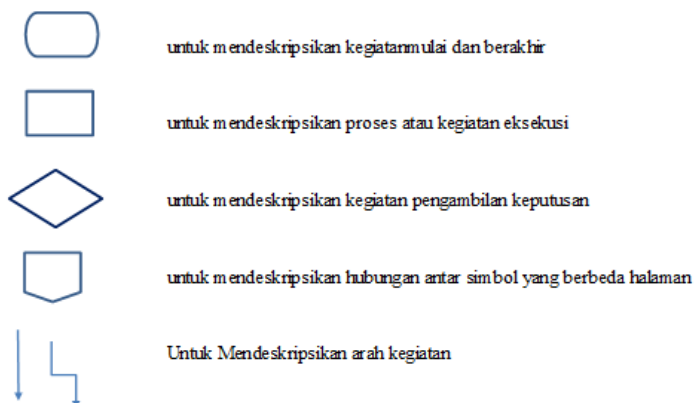 untuk mendeskripsikan kegiatanmulai dan berakhir
untuk mendeskripsikan proses atau kegiatan eksekusi
untuk mendeskripsikan kegiatan pengambilan keputusan
untuk mendeskripsikan hubungan antar simbol yang berbeda halaman
Untuk Mendeskripsikan arah kegiatan